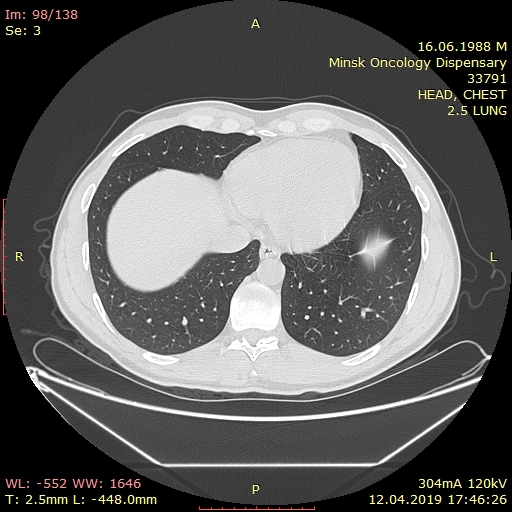 Im: 98/138
Se: 3
A
16.06.1988 M
Minsk Oncology Dispensary
33791
HEAD, CHEST
2.5 LUNG
R
L
WL: -552 WW: 1646
T: 2.5mm L: -448.0mm
P
304mA 120kV
12.04.2019 17:46:26